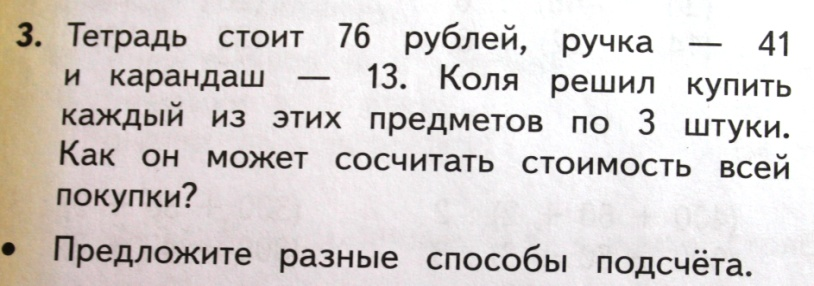 3. Тетрадь стоит 76 рублей, ручка — 41
и карандаш — 13. Коля решил купить
каждый из этих предметов по 3 штуки.
Как он может сосчитать стоимость всей
покупки?
• Предложите разные способы подсчёта.